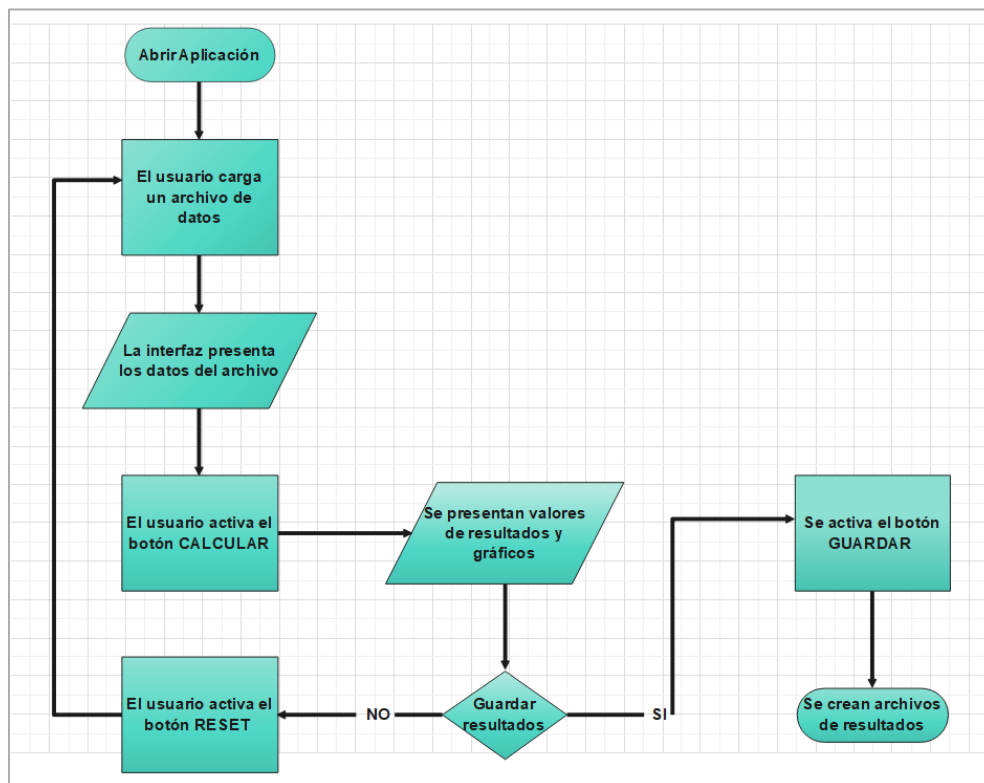 Abrir Aplicación
El usuario carga
un archivo de
datos
La interfaz presenta
los datos del archivo
El usuario activa el
botón CALCULAR
Se presentan valores
de resultados y
gráficos
Se activa el botón
GUARDAR
El usuario activa el
botón RESET
NO
Guardar
resultados
SI
Se crean archivos
de resultados